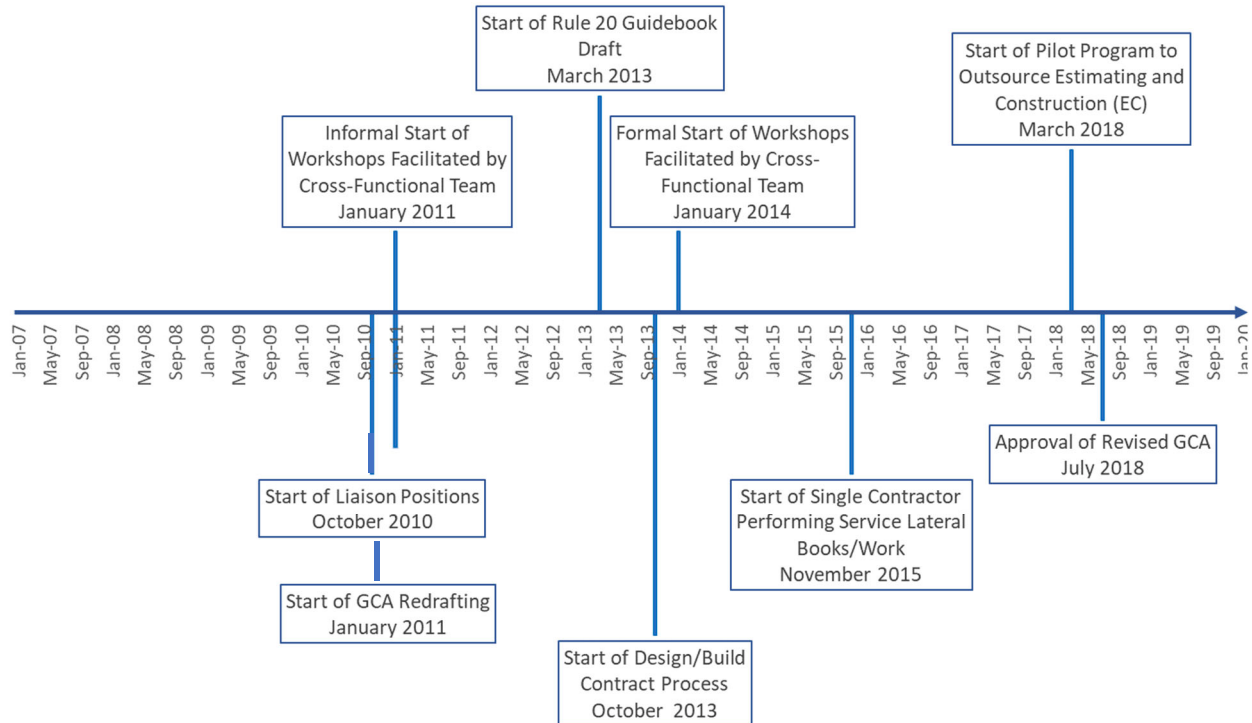 Start of Rule 20 Guidebook
Draft
March 2013
Start of Pilot Program to
Outsource Estimating and
Construction (EC)
March 2018
Informal Start of
Workshops Facilitated by
Cross-Functional Team
January 2011
Formal Start of Workshops
Facilitated by Cross-
Functional Team
January 2014
Jan-07
May-07
Sep-07
Jan-08
May-08
Sep-08
Jan-09
May-09
Sep-09
Jan-10
May-10
Sep-10
Jan-11
May-11
Sep-11
Jan-12
May-12
Sep-12
Jan-13
May-13
Sep-13
Jan-14
May-14
Sep-14
Jan-15
May-15
Sep-15
Jan-16
May-16
Sep-16
Jan-17
May-17
Sep-17
Jan-18
May-18
Sep-18
Jan-19
May-19
Sep-19
Jan-20
Approval of Revised GCA
July 2018
Start of Liaison Positions
October 2010
Start of Single Contractor
Performing Service Lateral
Books/Work
November 2015
Start of GCA Redrafting
January 2011
Start of Design/Build
Contract Process
October 2013